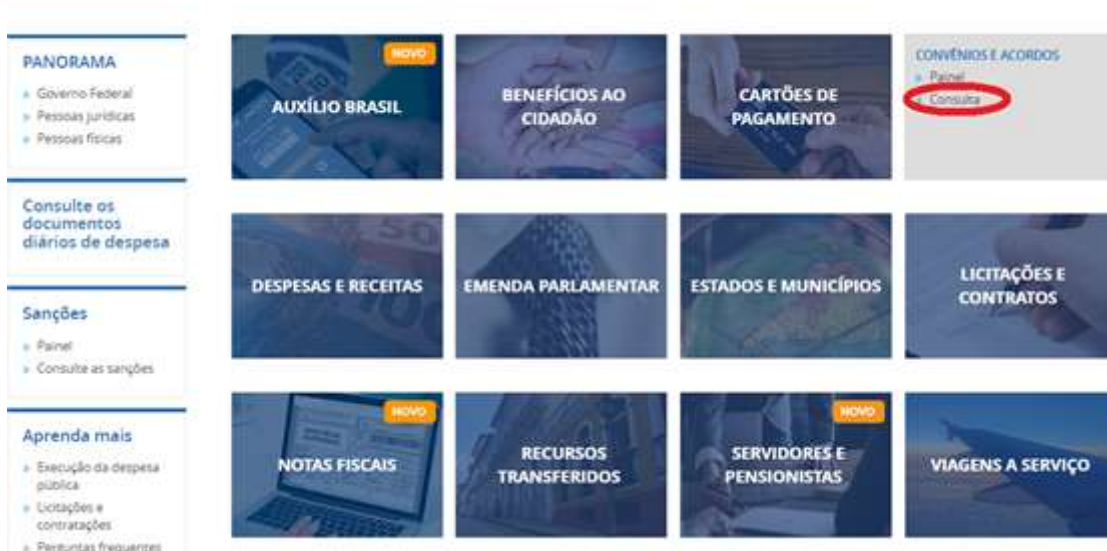 PANORAMA
Governo Federal
Pessoas jurídicas
Pessoas físicas
Consulte os
documentos
diários de despesa
Sanções
Painel
Consulte as sanções
Aprenda mais
Execução da despesa
pública
Licitações e
contratações
Perguntas frequentes
NOVO
AUXÍLIO BRASIL
BENEFÍCIOS AO
CIDADÃO
CARTÕES DE
PAGAMENTO
CONVÊNIOS E ACORDOS
Painel
Consulta
DESPESAS E RECEITAS
EMENDA PARLAMENTAR
ESTADOS E MUNICÍPIOS
LICITAÇÕES E
CONTRATOS
NOVO
NOTAS FISCAIS
RECURSOS
TRANSFERIDOS
NOVO
SERVIDORES E
PENSIONISTAS
VIAGENS A SERVIÇO